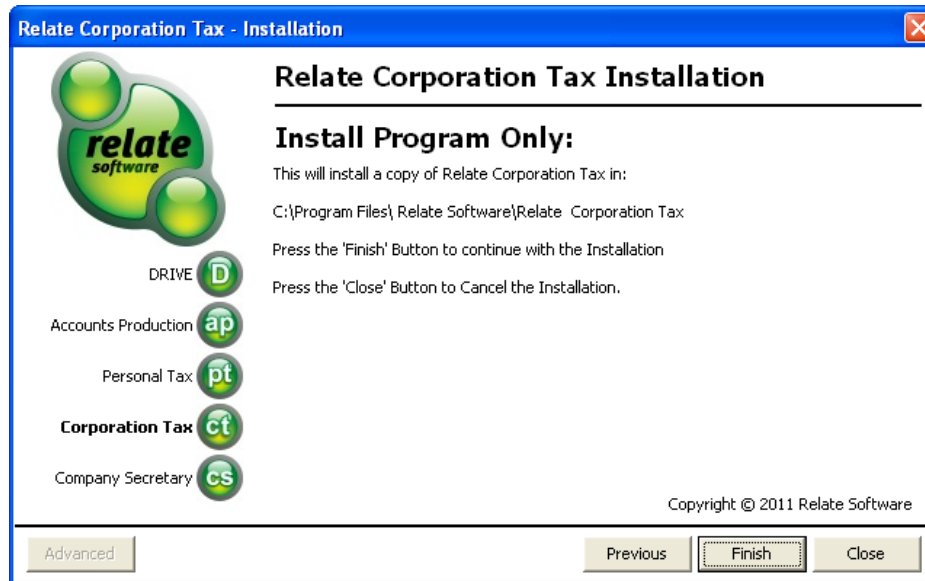 Relate Corporation Tax - Installation
relate
software
DRIVE D
Accounts Production ap
Personal Tax pt
Corporation Tax ct
Company Secretary cs
Relate Corporation Tax Installation
Install Program Only:
This will install a copy of Relate Corporation Tax in:
C:\Program Files\ Relate Software\Relate  Corporation Tax
Press the 'Finish' Button to continue with the Installation
Press the 'Close' Button to Cancel the Installation.
Copyright © 2011 Relate Software
Advanced
Previous
Finish
Close